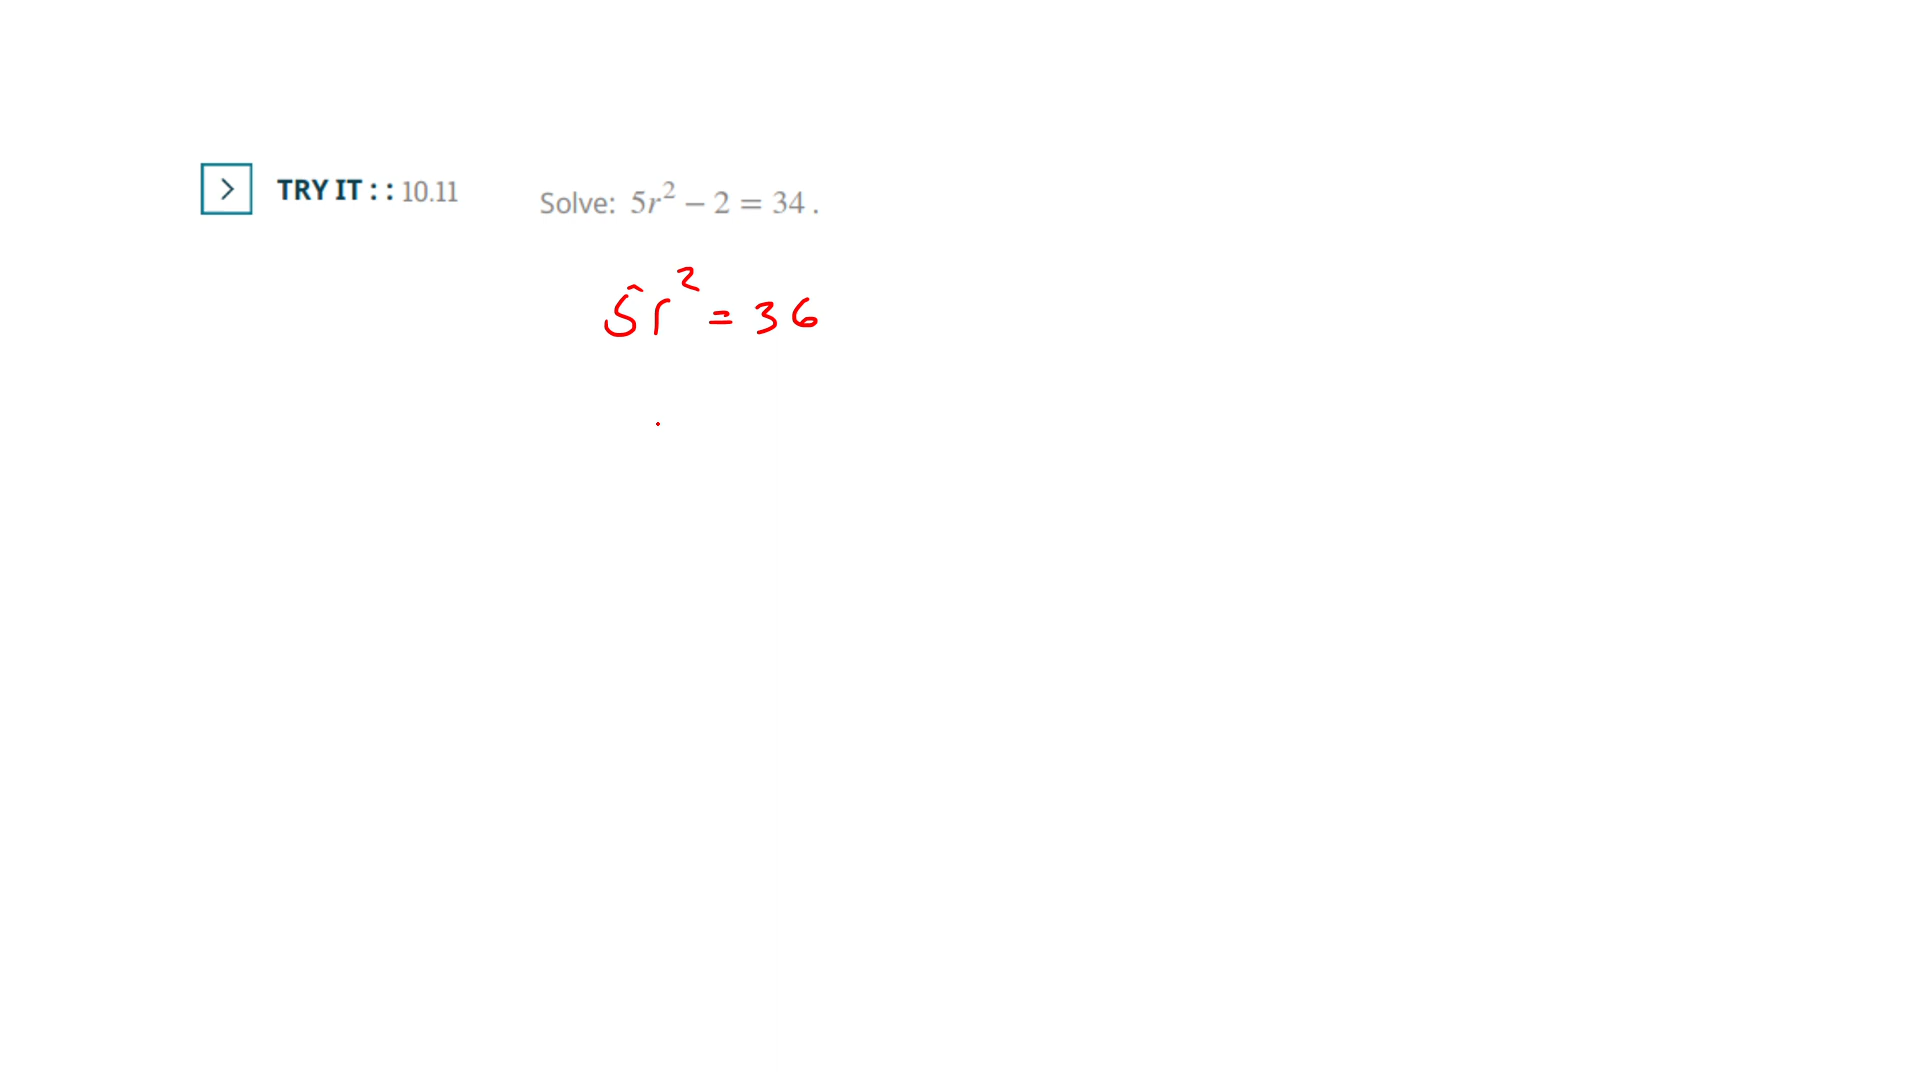 > TRY IT : : 10.11 Solve: 5r² − 2 = 34 .
5r² = 36